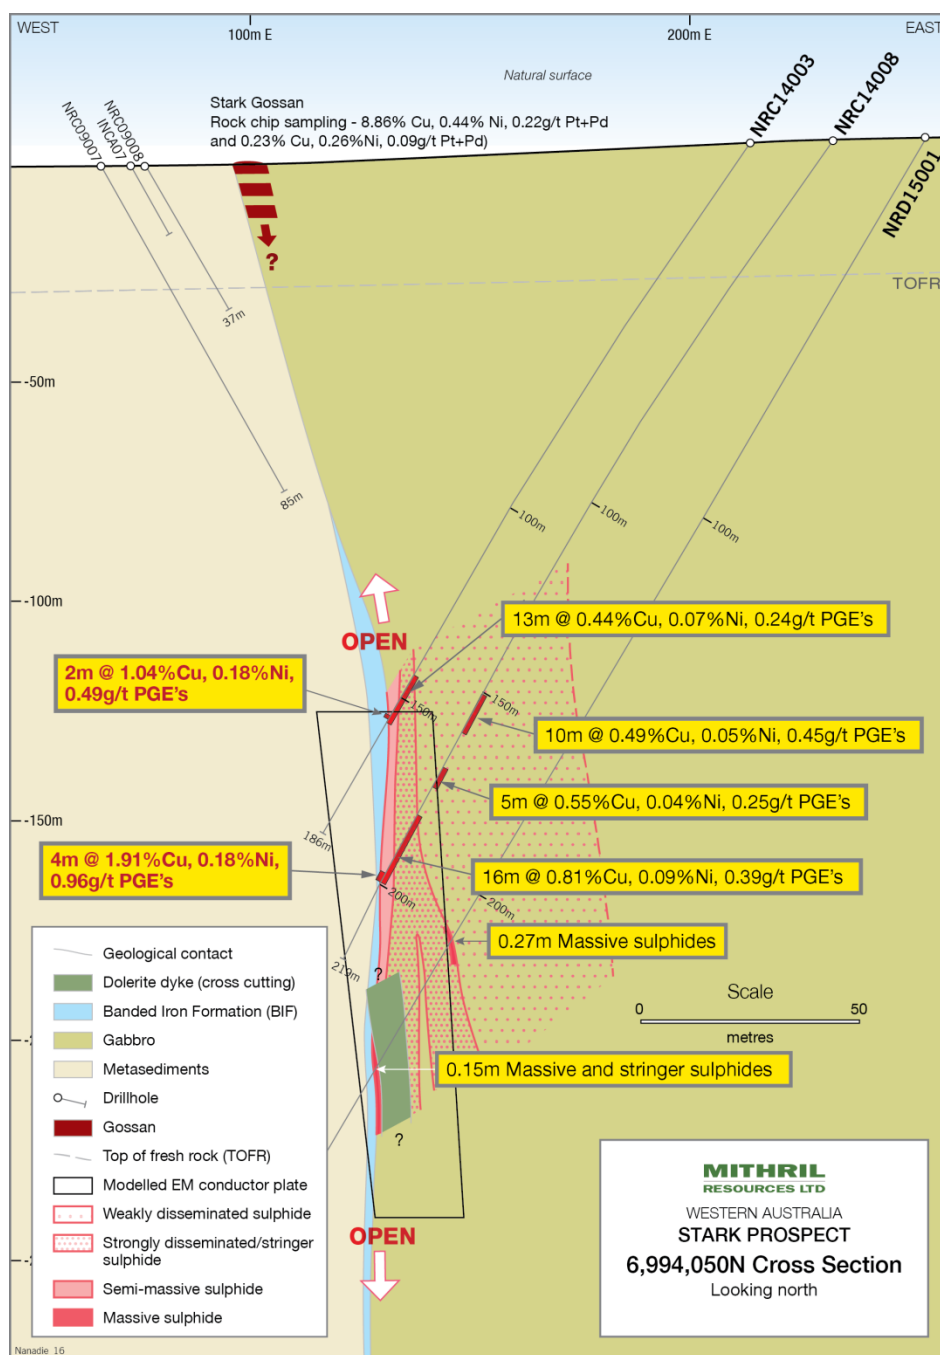 WEST
100m E
200m E
EAST
Natural surface
Stark Gossan
Rock chip sampling - 8.86% Cu, 0.44% Ni, 0.22g/t Pt+Pd
and 0.23% Cu, 0.26%Ni, 0.09g/t Pt+Pd)
NRC09007
INCA07
NRC09008
NRC14003
NRC14008
NRD15001
?
TOFR
37m
-50m
85m
100m
100m
100m
-100m
OPEN
13m @ 0.44%Cu, 0.07%Ni, 0.24g/t PGE's
2m @ 1.04%Cu, 0.18%Ni,
0.49g/t PGE's
150m
150m
10m @ 0.49%Cu, 0.05%Ni, 0.45g/t PGE's
5m @ 0.55%Cu, 0.04%Ni, 0.25g/t PGE's
-150m
186m
4m @ 1.91%Cu, 0.18%Ni,
0.96g/t PGE's
16m @ 0.81%Cu, 0.09%Ni, 0.39g/t PGE's
200m
200m
219m
0.27m Massive sulphides
?
Scale
0
50
metres
0.15m Massive and stringer sulphides
?
OPEN
Geological contact
Dolerite dyke (cross cutting)
Banded Iron Formation (BIF)
Gabbro
Metasediments
Drillhole
Gossan
Top of fresh rock (TOFR)
Modelled EM conductor plate
Weakly disseminated sulphide
Strongly disseminated/stringer
sulphide
Semi-massive sulphide
Massive sulphide
MITHRIL
RESOURCES LTD
WESTERN AUSTRALIA
STARK PROSPECT
6,994,050N Cross Section
Looking north
Nanadie 16